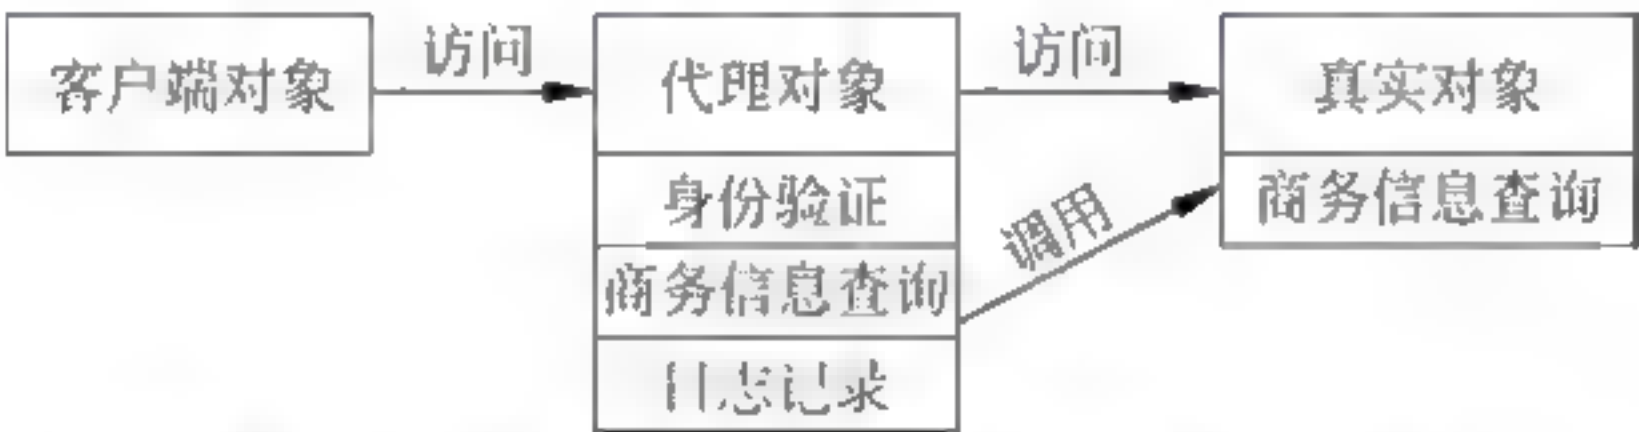 客户端对象
访问
代理对象
访问
真实对象
身份验证
商务信息查询
日志记录
调用
商务信息查询